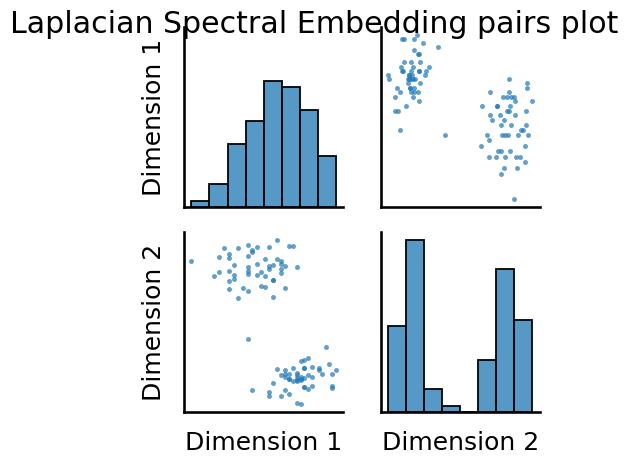 Laplacian Spectral Embedding pairs plot
Dimension 1
Dimension 2
Dimension 1
Dimension 2